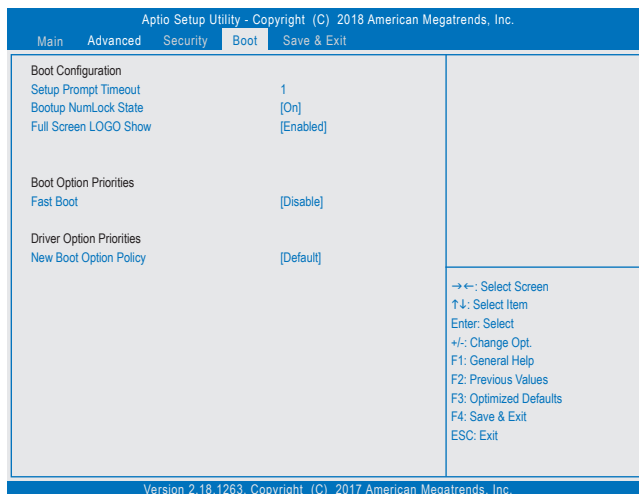 Aptio Setup Utility - Copyright (C) 2018 American Megatrends, Inc.
Main Advanced Security Boot Save & Exit
Boot Configuration
Setup Prompt Timeout 1
Bootup NumLock State [On]
Full Screen LOGO Show [Enabled]
Boot Option Priorities
Fast Boot [Disable]
Driver Option Priorities
New Boot Option Policy [Default]
→←: Select Screen
↑↓: Select Item
Enter: Select
+/-: Change Opt.
F1: General Help
F2: Previous Values
F3: Optimized Defaults
F4: Save & Exit
ESC: Exit
Version 2.18.1263. Copyright (C) 2017 American Megatrends, Inc.